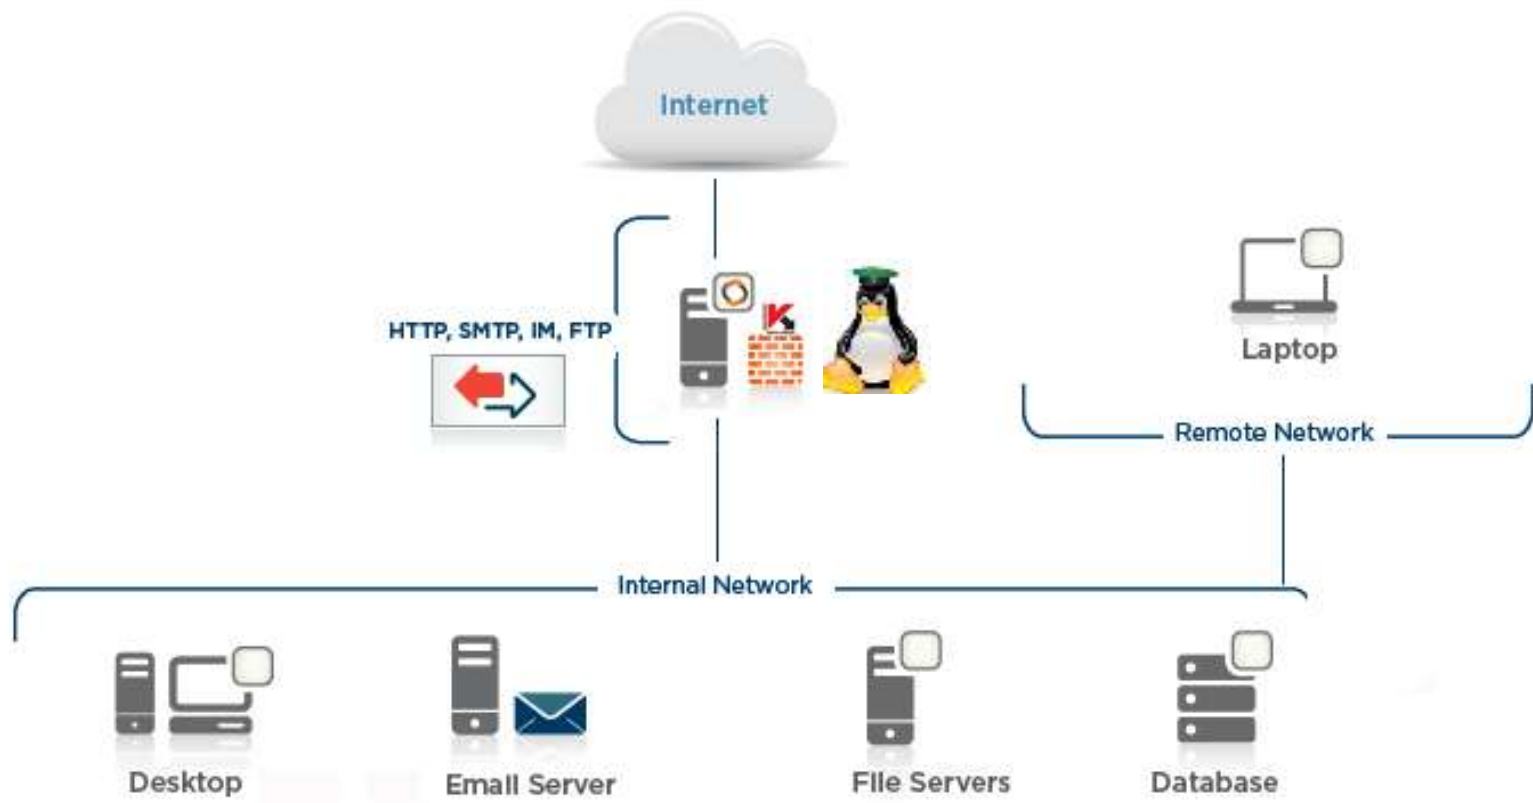 Internet
HTTP, SMTP, IM, FTP
Laptop
Remote Network
Internal Network
Desktop
Email Server
File Servers
Database